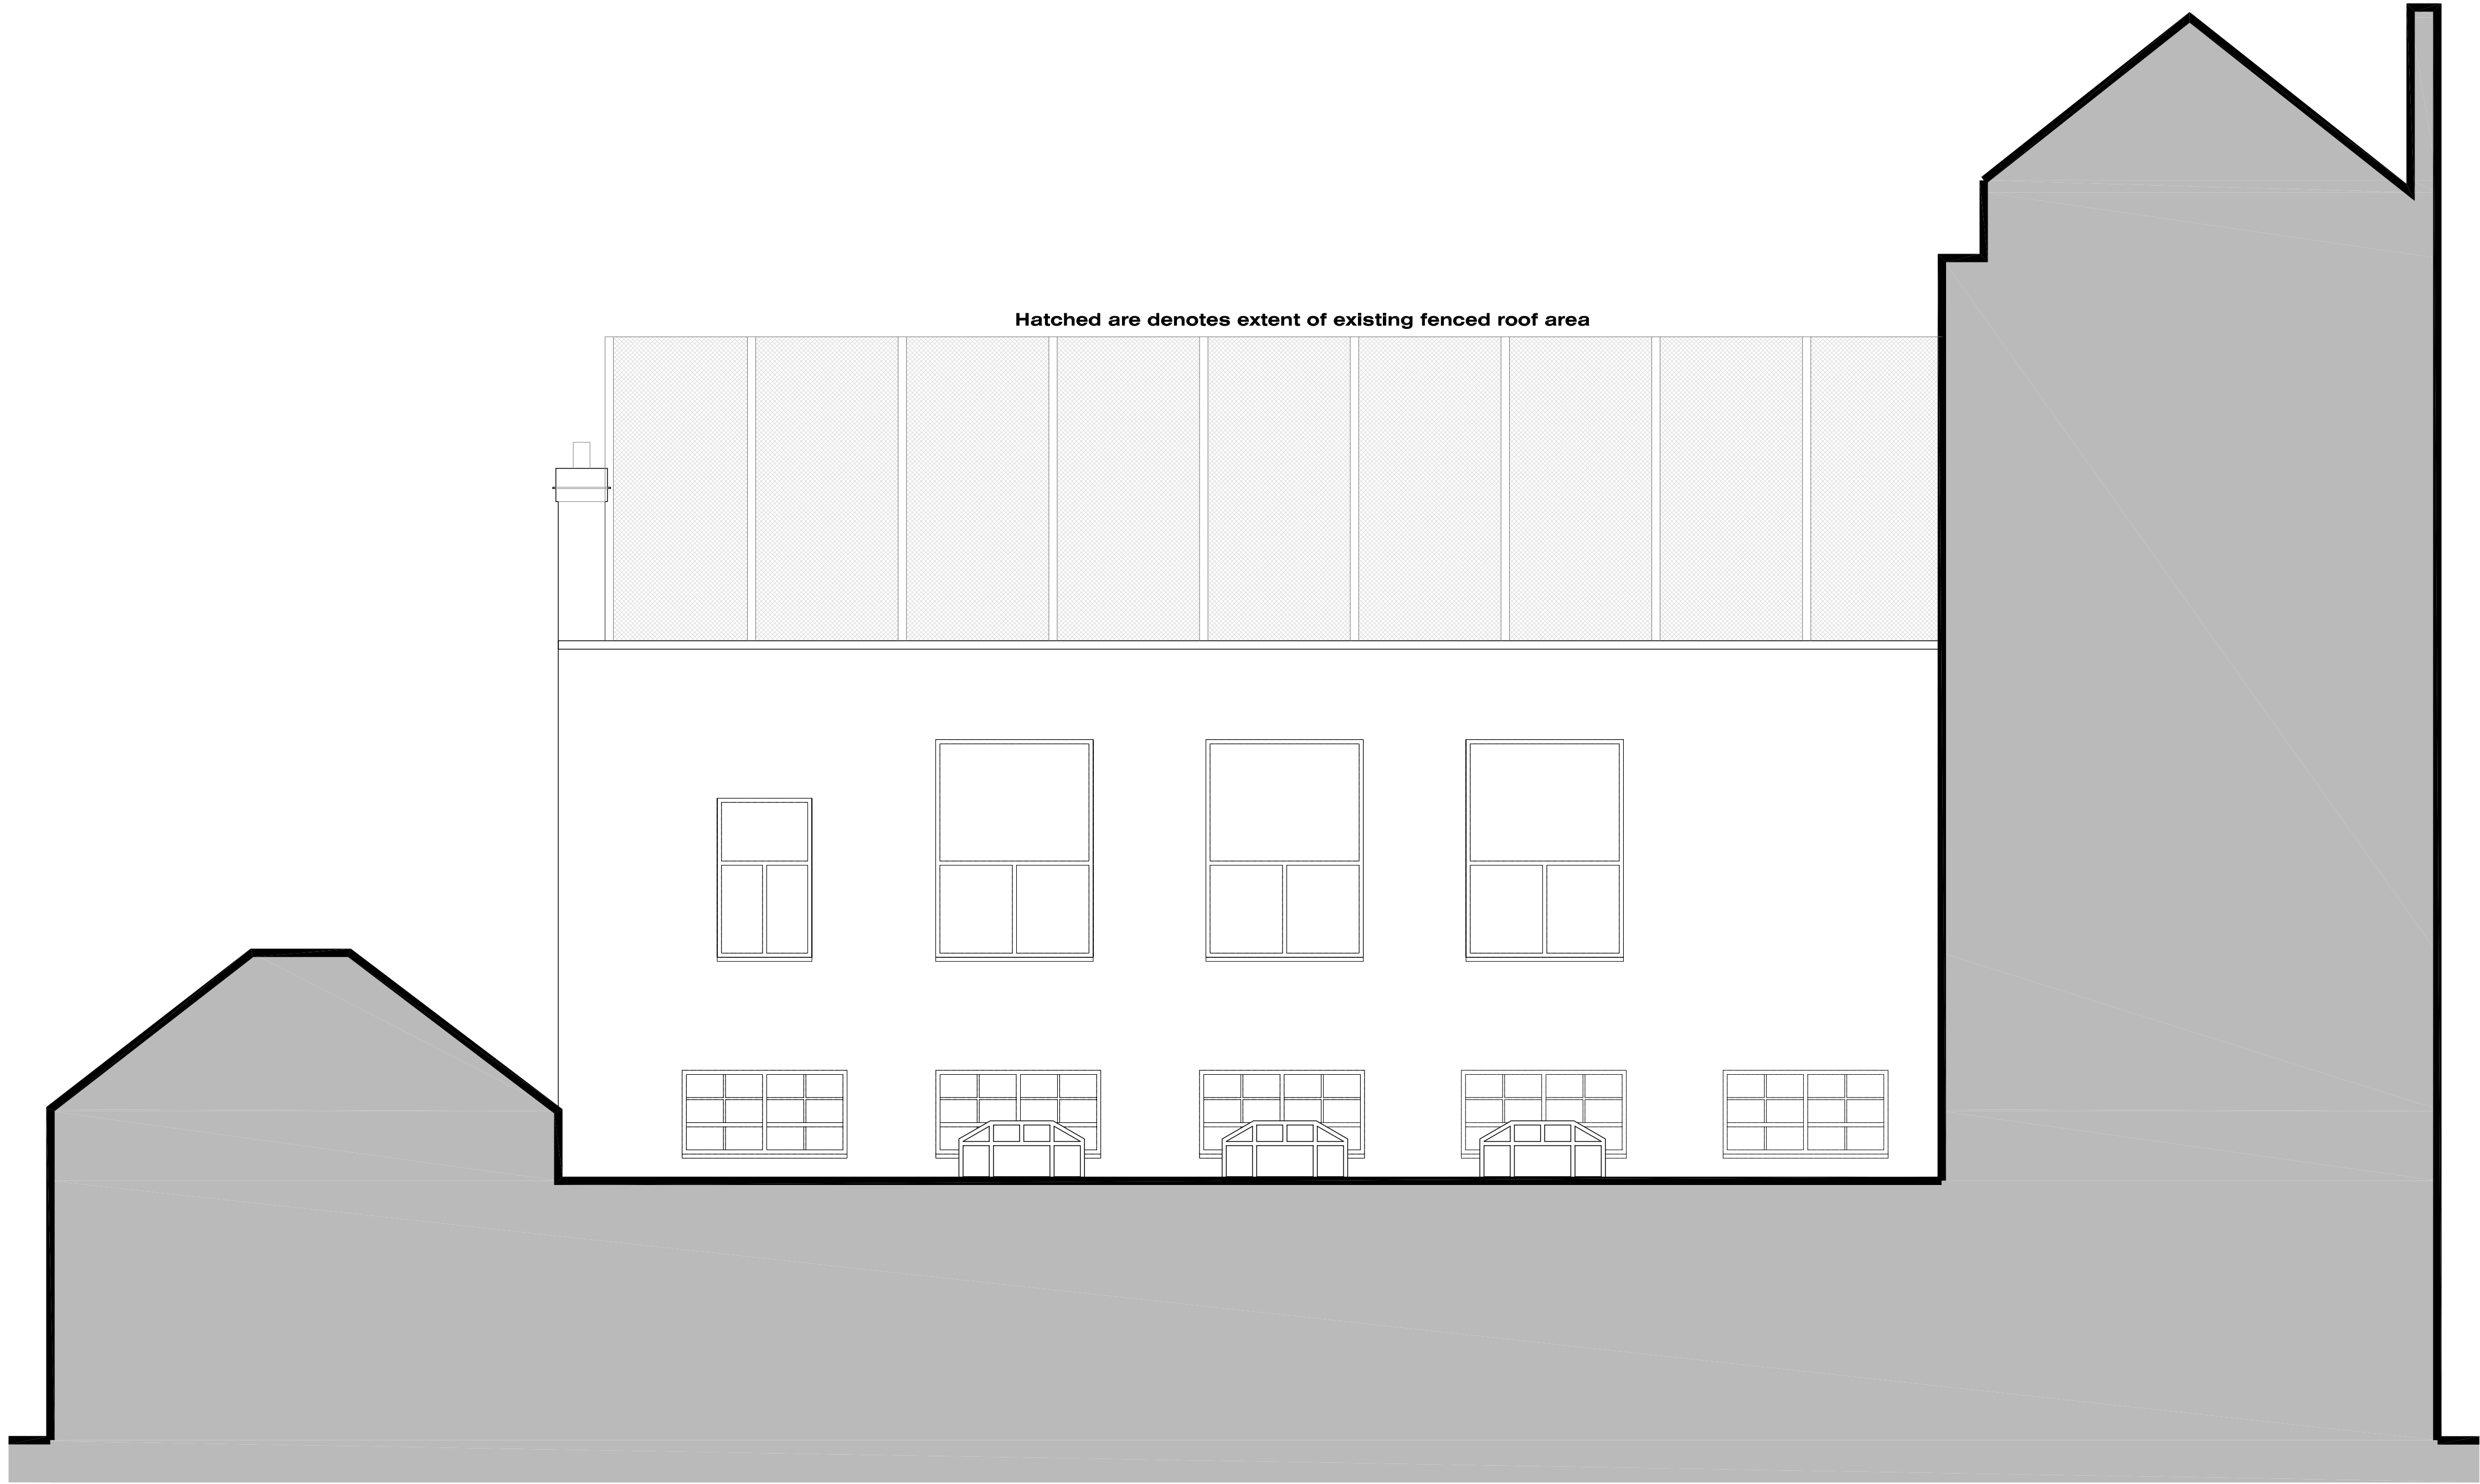 Hatched are denotes extent of existing fenced roof area